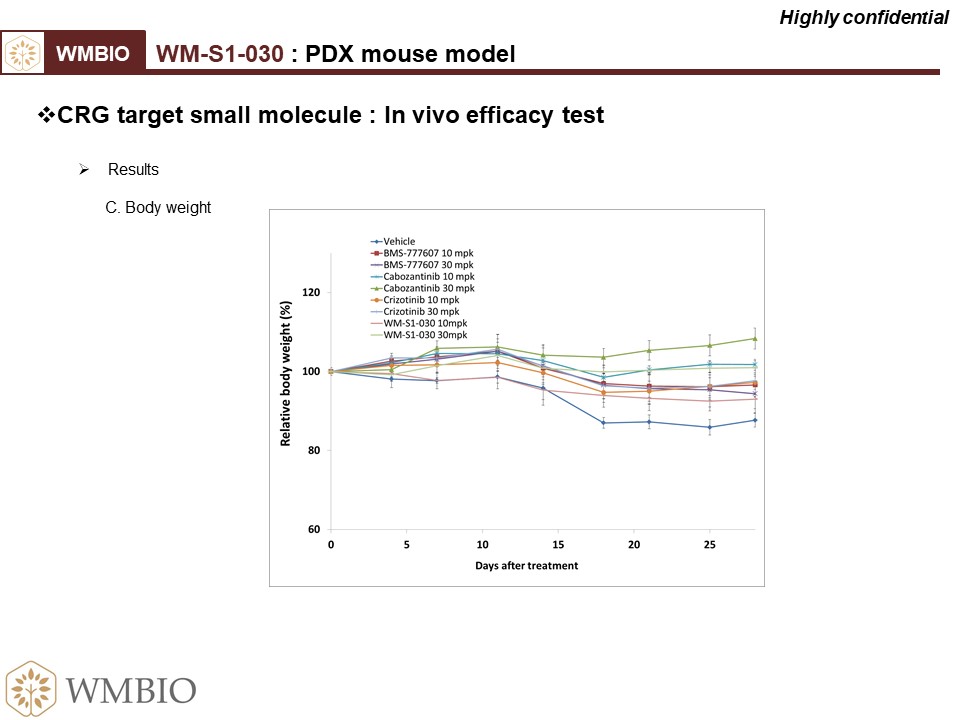 Highly confidential
WMBIO
WM-S1-030 : PDX mouse model
❖CRG target small molecule : In vivo efficacy test
➢ Results
C. Body weight
Vehicle
BMS-777607 10 mpk
BMS-777607 30 mpk
Cabozantinib 10 mpk
Cabozantinib 30 mpk
Crizotinib 10 mpk
Crizotinib 30 mpk
WM-S1-030 10mpk
WM-S1-030 30mpk
Relative body weight (%)
120
100
80
60
0 5 10 15 20 25
Days after treatment
WMBIO